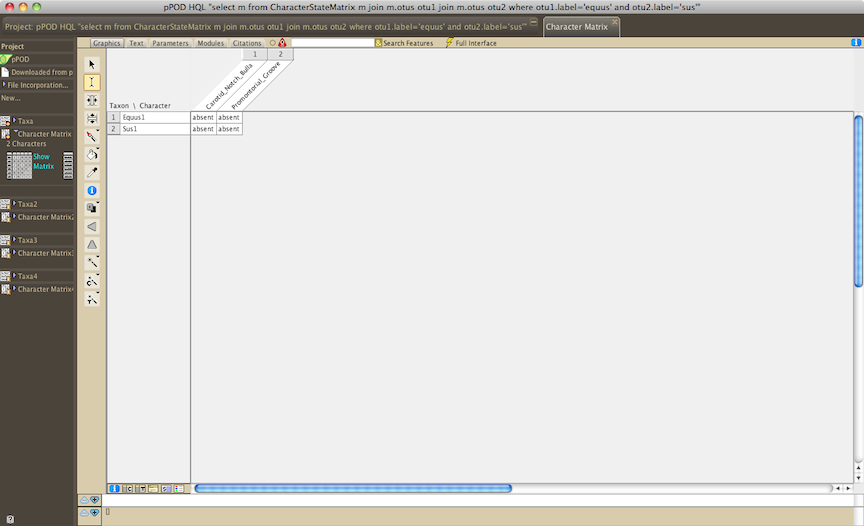 pPOD HQL "select m from CharacterStateMatrix m join m.otus otu1 join m.otus otu2 where otu1.label='equus' and otu2.label='sus'"
Project: pPOD HQL "select m from CharacterStateMatrix m join m.otus otu1 join m.otus otu2 where otu1.label='equus' and otu2.label='sus'"
Character Matrix
Project
pPOD
Downloaded from p
File Incorporation...
New...
Taxa
Character Matrix
2 Characters
Show
Matrix
Taxa2
Character Matrix2
Taxa3
Character Matrix3
Taxa4
Character Matrix4
Graphics Text Parameters Modules Citations Search Features Full Interface
1 2
Carotid_Notch_Bulla
Promontorial_Groove
Taxon \ Character
1 Equus1 absent absent
2 Sus1 absent absent